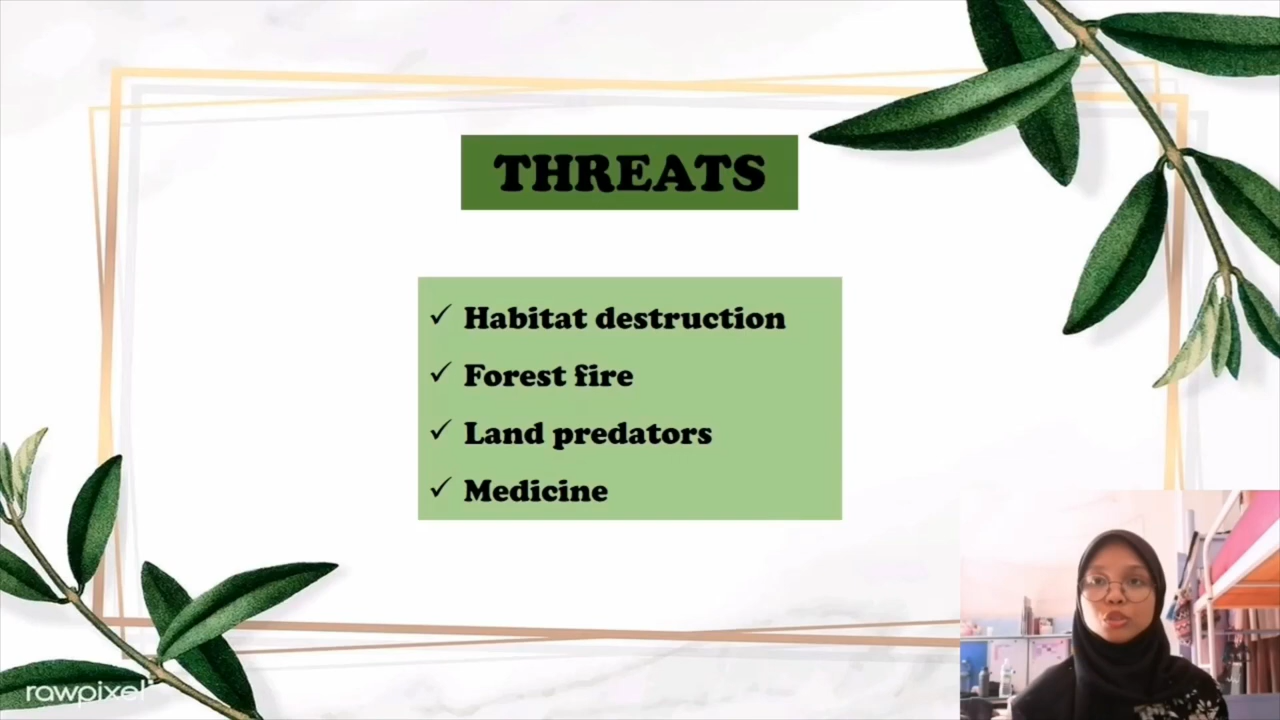 THREATS
✓ Habitat destruction
✓ Forest fire
✓ Land predators
✓ Medicine
rawpixel